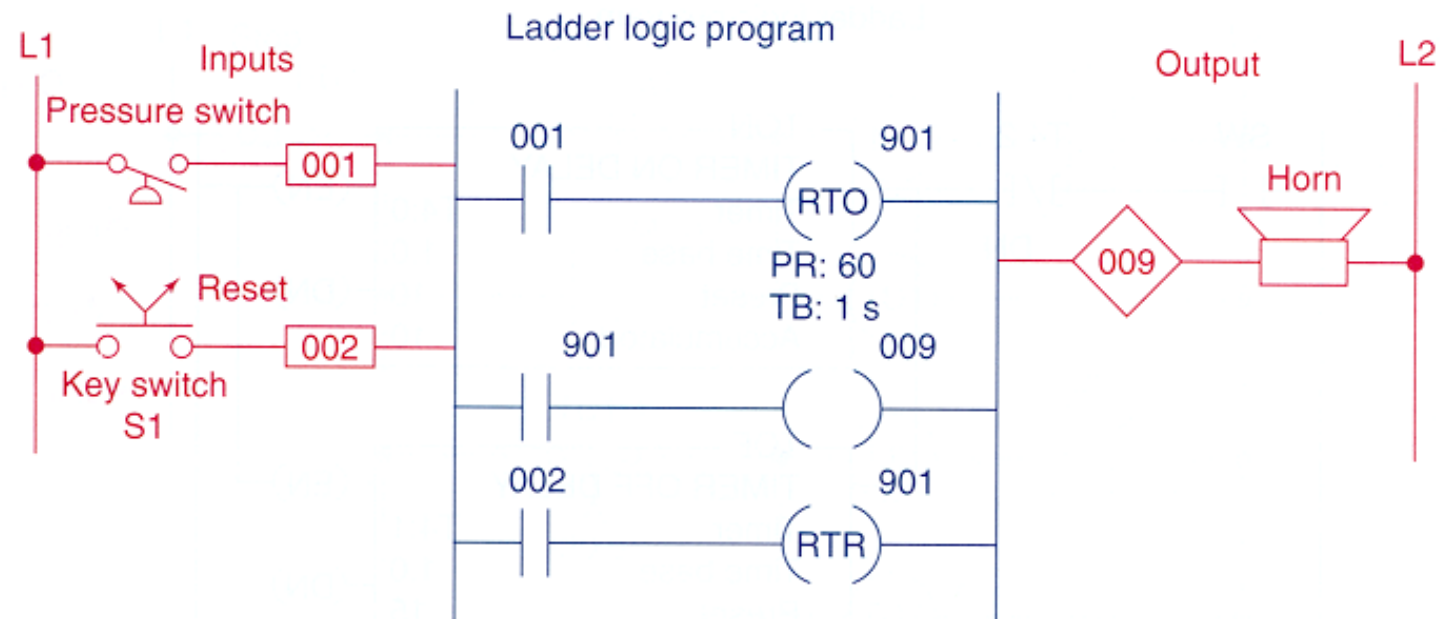 Ladder logic program
L1
Inputs
Output
L2
Pressure switch
001
001
901
RTO
PR: 60
TB: 1 s
Horn
009
Reset
002
Key switch
S1
901
009
002
901
RTR